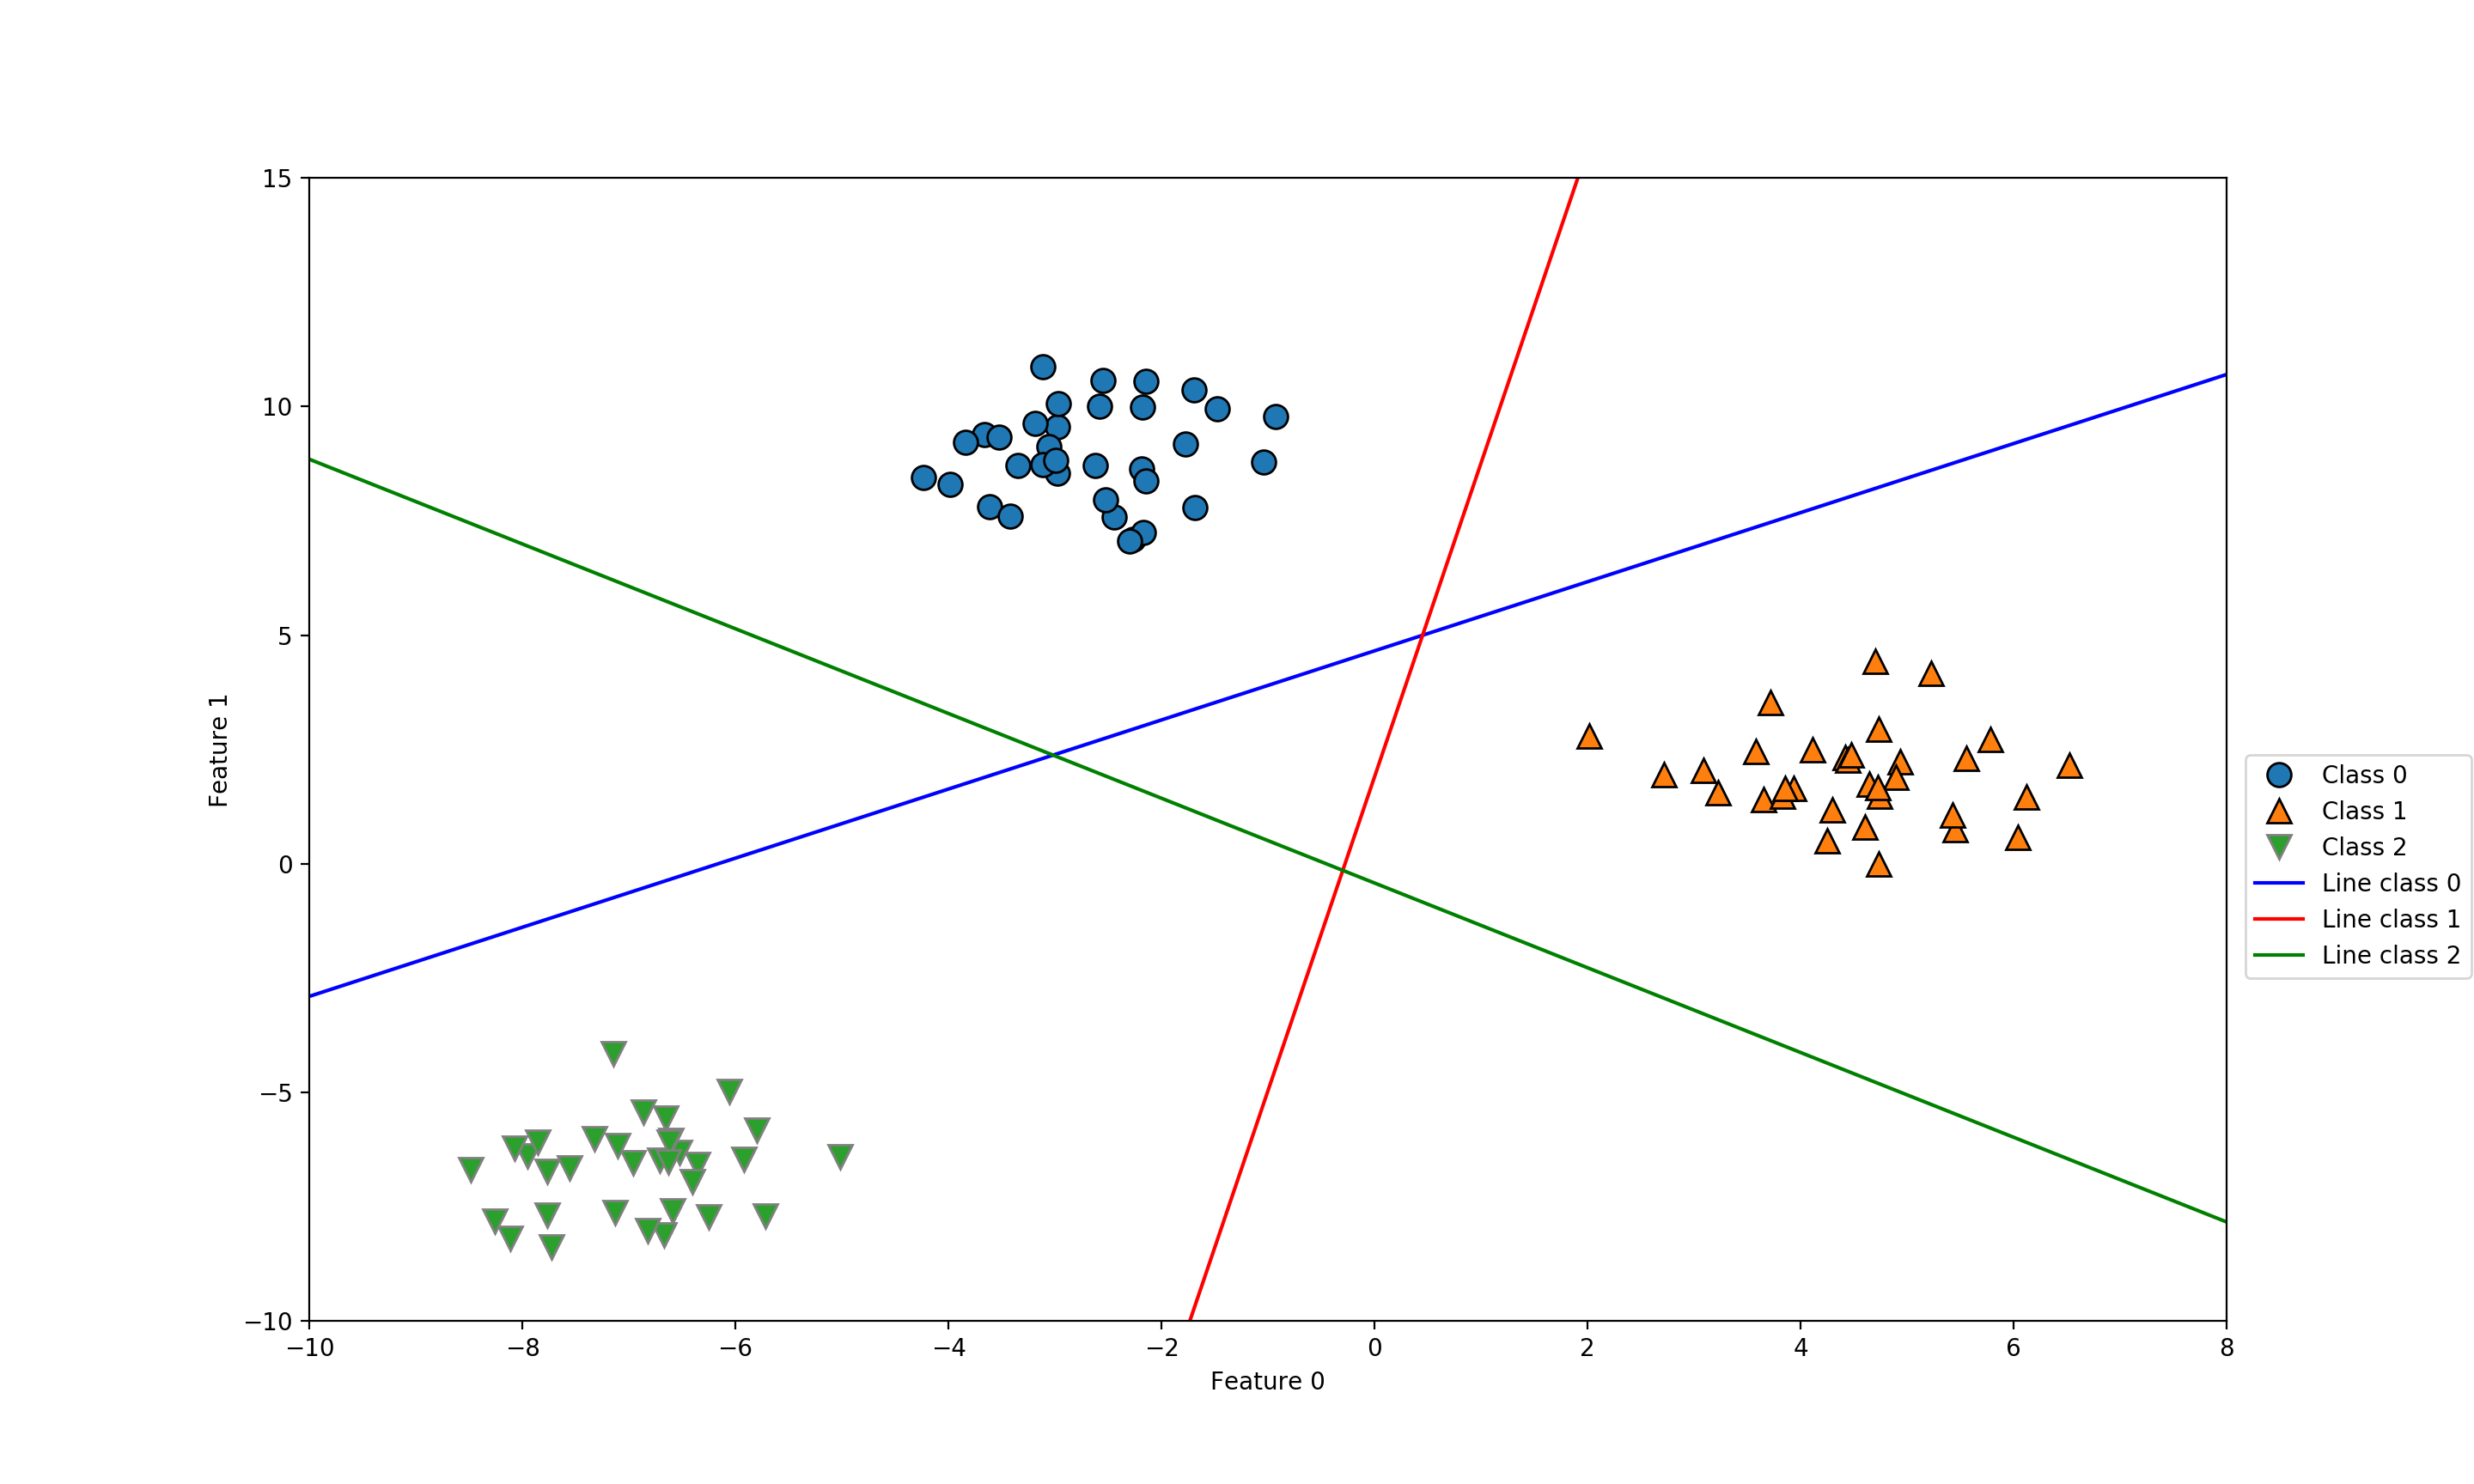 15
10
5
0
−5
−10
Feature 1
−10 −8 −6 −4 −2 0 2 4 6 8
Feature 0
Class 0
Class 1
Class 2
Line class 0
Line class 1
Line class 2